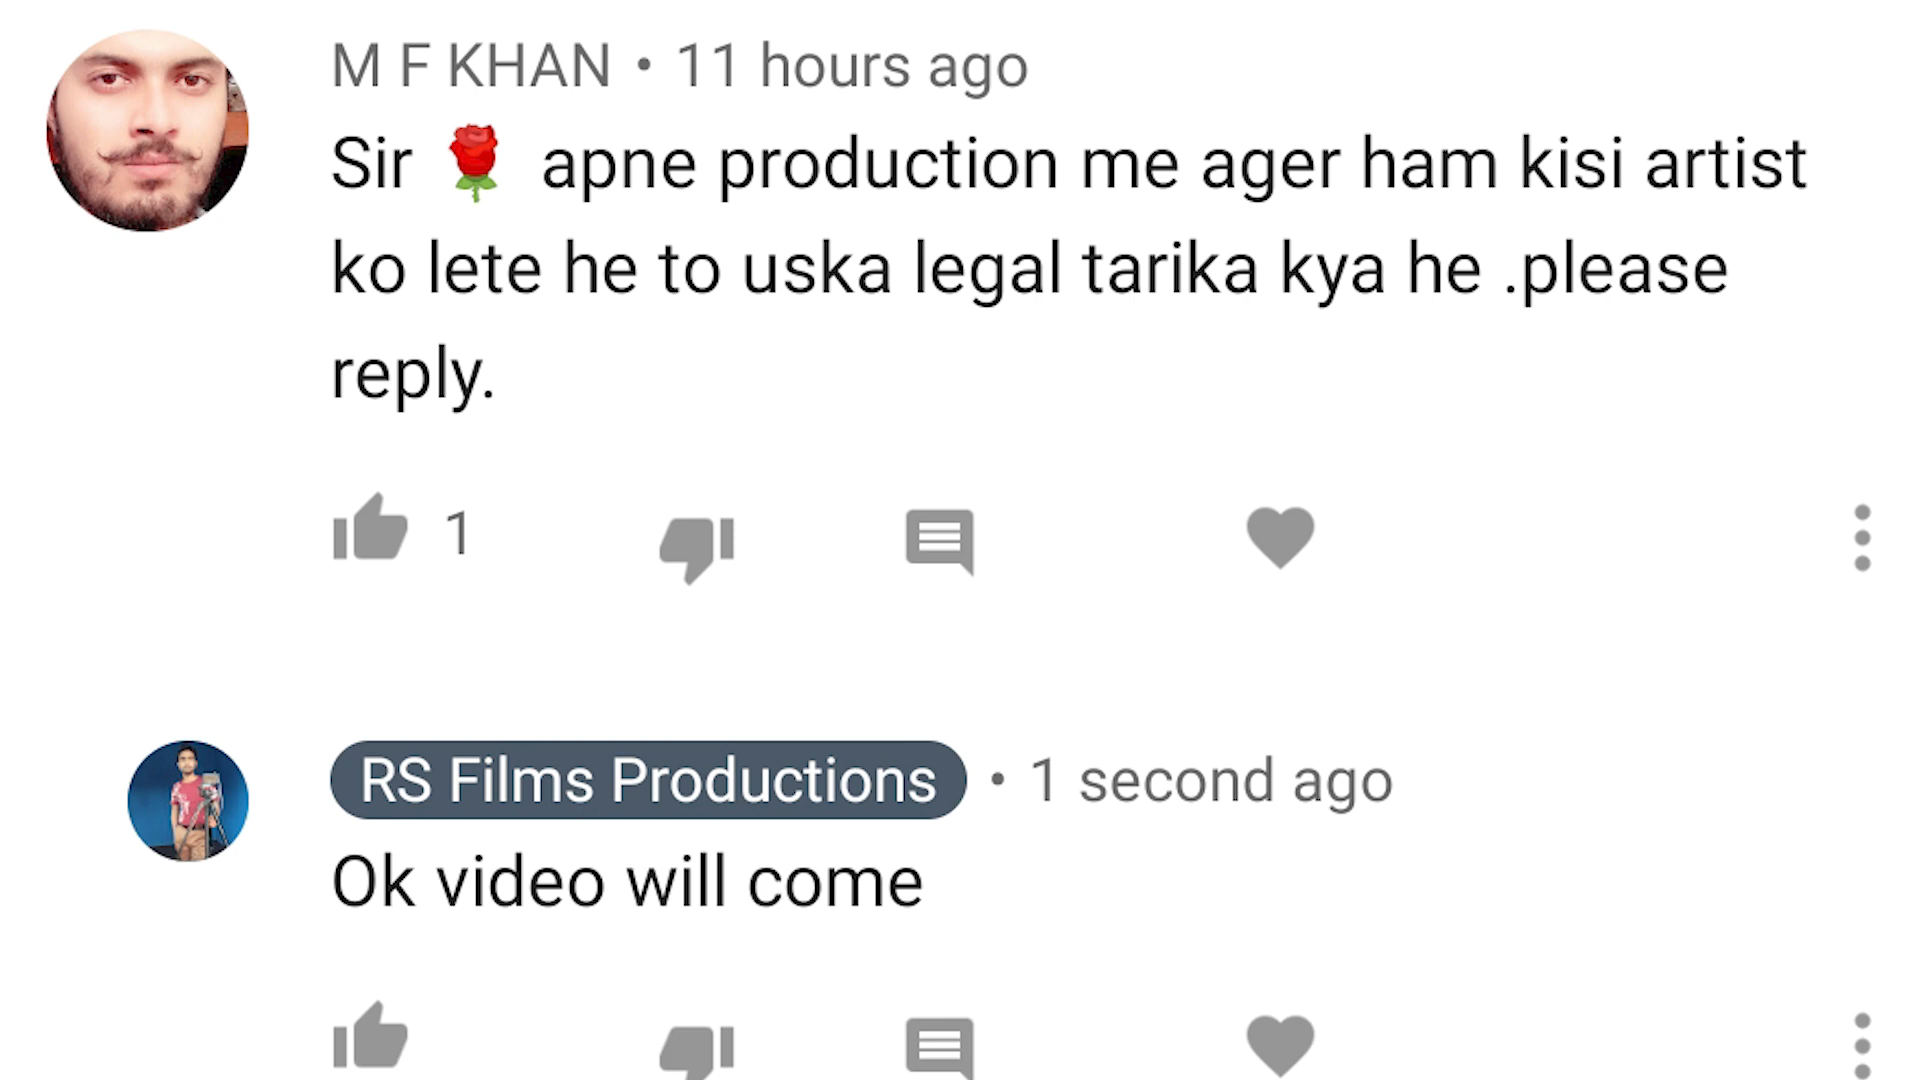 M F KHAN • 11 hours ago
Sir 🌹 apne production me ager ham kisi artist
ko lete he to uska legal tarika kya he .please
reply.
1
RS Films Productions • 1 second ago
Ok video will come